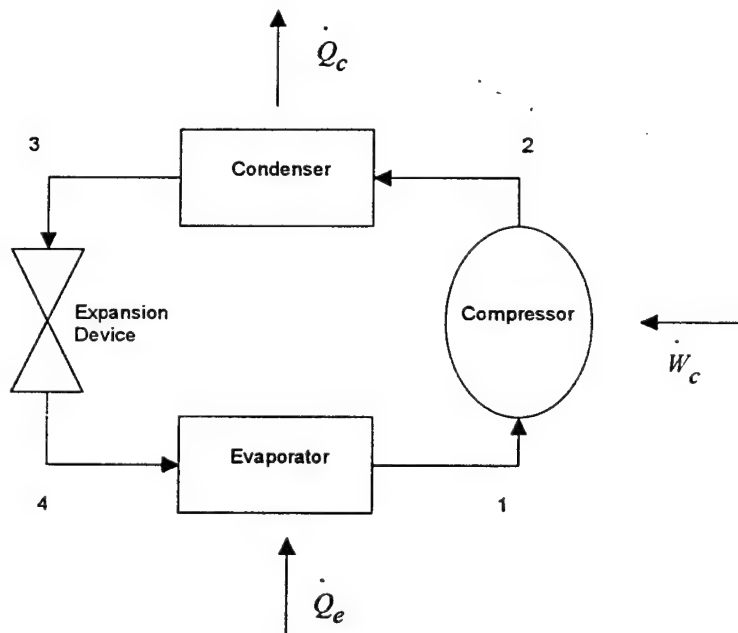 Q̇c
3
2
Condenser
Expansion
Device
Compressor
Ẇc
Evaporator
4
1
Q̇e